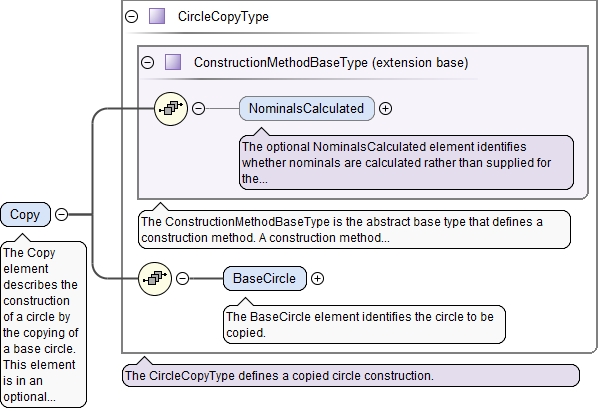 CircleCopyType
ConstructionMethodBaseType (extension base)
NominalsCalculated
The optional NominalsCalculated element identifies
whether nominals are calculated rather than supplied for
the...
Copy
The ConstructionMethodBaseType is the abstract base type that defines a
construction method. A construction method...
The Copy
element
describes the
construction
of a circle by
the copying of
a base circle.
This element
is in an
optional...
BaseCircle
The BaseCircle element identifies the circle to be
copied.
The CircleCopyType defines a copied circle construction.